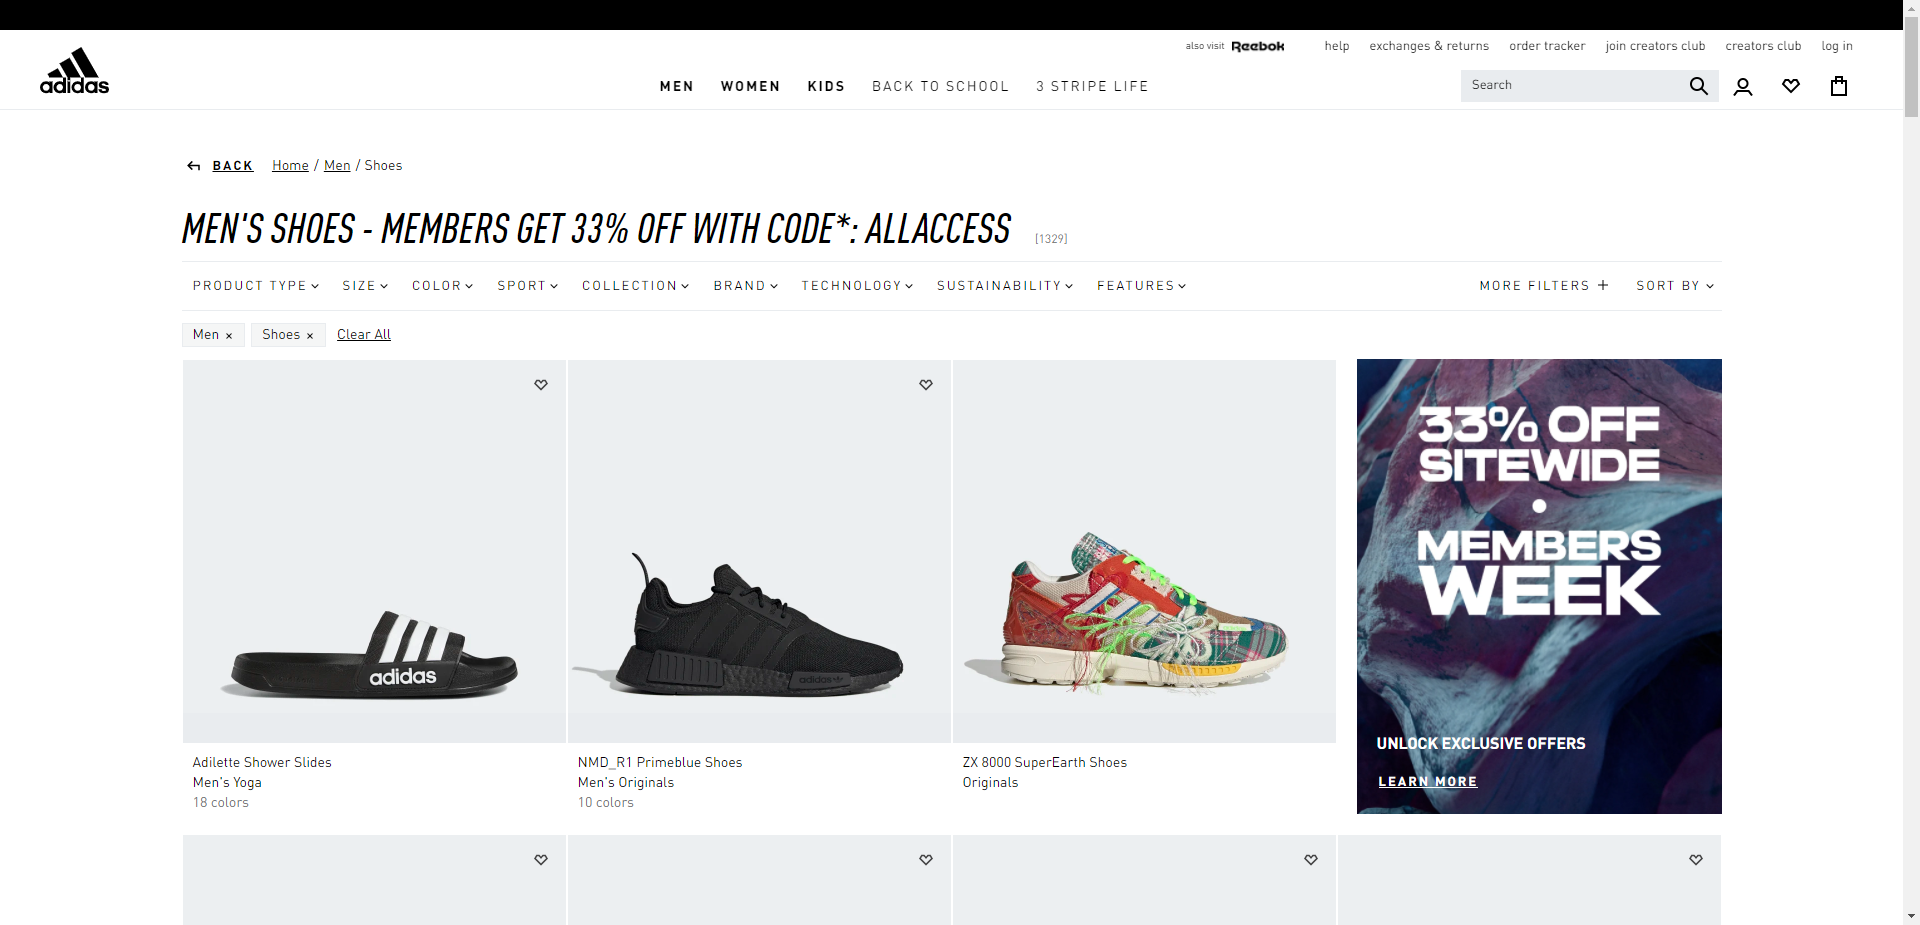 also visit Reebok help exchanges & returns order tracker join creators club creators club log in
adidas
MEN WOMEN KIDS BACK TO SCHOOL 3 STRIPE LIFE
Search
BACK Home / Men / Shoes
MEN'S SHOES - MEMBERS GET 33% OFF WITH CODE*: ALLACCESS [1329]
PRODUCT TYPE SIZE COLOR SPORT COLLECTION BRAND TECHNOLOGY SUSTAINABILITY FEATURES MORE FILTERS + SORT BY
Men × Shoes × Clear All
adidas
adidas
33% OFF
SITEWIDE
•
MEMBERS
WEEK
UNLOCK EXCLUSIVE OFFERS
LEARN MORE
Adilette Shower Slides
Men's Yoga
18 colors
NMD_R1 Primeblue Shoes
Men's Originals
10 colors
ZX 8000 SuperEarth Shoes
Originals